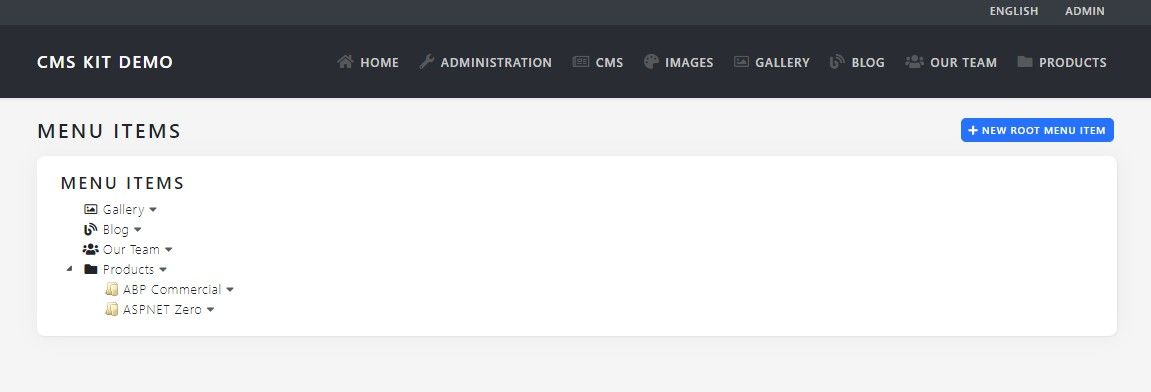 ENGLISH ADMIN
CMS KIT DEMO HOME ADMINISTRATION CMS IMAGES GALLERY BLOG OUR TEAM PRODUCTS
MENU ITEMS NEW ROOT MENU ITEM
MENU ITEMS
Gallery
Blog
Our Team
Products
ABP Commercial
ASPNET Zero